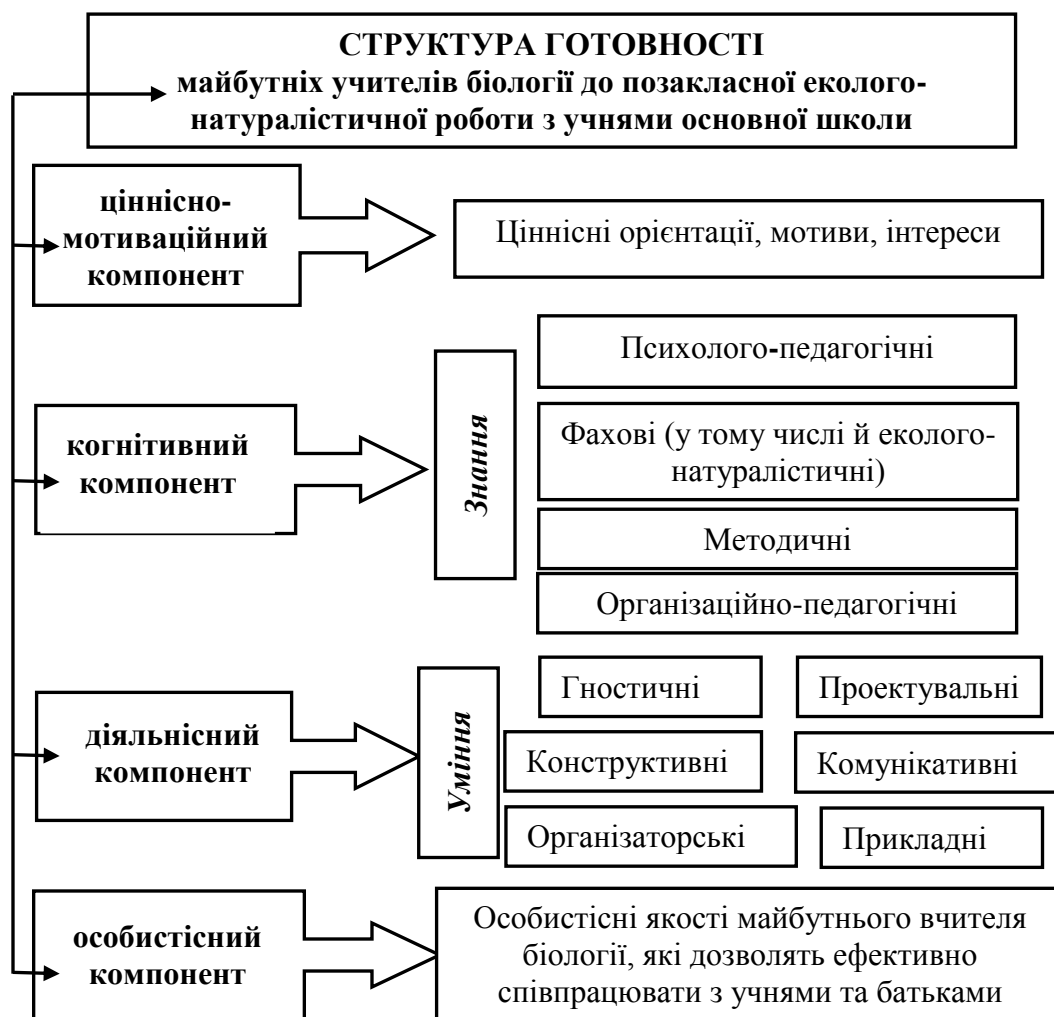 СТРУКТУРА ГОТОВНОСТІ
майбутніх учителів біології до позакласної еколого-
натуралістичної роботи з учнями основної школи
ціннісно-
мотиваційний
компонент
Ціннісні орієнтації, мотиви, інтереси
когнітивний
компонент
Знання
Психолого-педагогічні
Фахові (у тому числі й еколого-
натуралістичні)
Методичні
Організаційно-педагогічні
діяльнісний
компонент
Уміння
Гностичні
Проектувальні
Конструктивні
Комунікативні
Організаторські
Прикладні
особистісний
компонент
Особистісні якості майбутнього вчителя
біології, які дозволять ефективно
співпрацювати з учнями та батьками